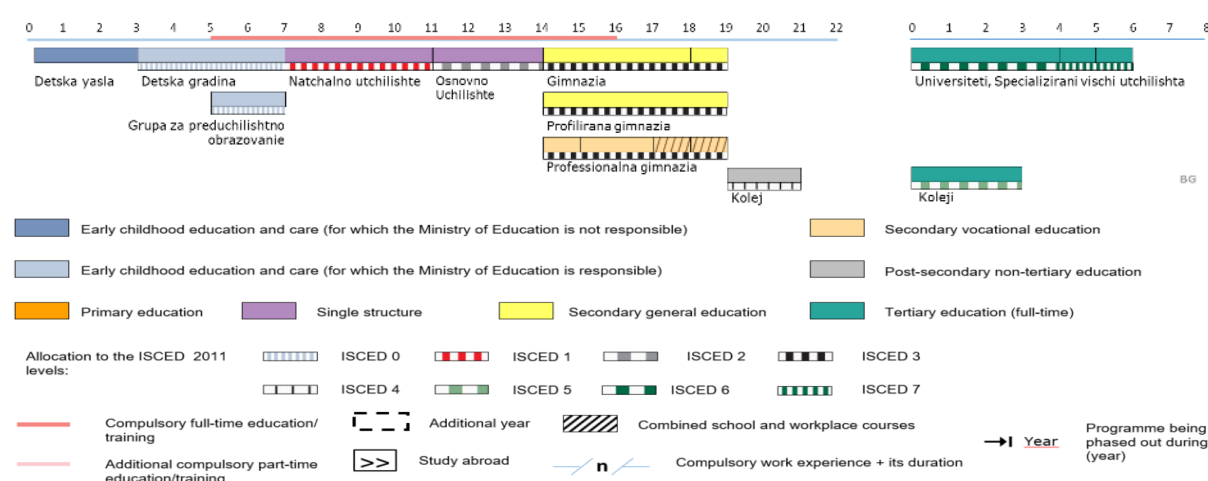 0 1 2 3 4 5 6 7 8 9 10 11 12 13 14 15 16 17 18 19 20 21 22
0 1 2 3 4 5 6 7 8
Detska yasla
Detska gradina
Natchalno utchilishte
Osnovno
Uchilishte
Gimnazia
Universiteti, Specializirani vischi utchilishta
Grupa za preduchilishtno
obrazovanie
Profilirana gimnazia
Professionalna gimnazia
Kolej
Koleji
BG
Early childhood education and care (for which the Ministry of Education is not responsible)
Secondary vocational education
Early childhood education and care (for which the Ministry of Education is responsible)
Post-secondary non-tertiary education
Primary education
Single structure
Secondary general education
Tertiary education (full-time)
Allocation to the ISCED 2011
levels:
ISCED 0
ISCED 1
ISCED 2
ISCED 3
ISCED 4
ISCED 5
ISCED 6
ISCED 7
Compulsory full-time education/
training
Additional year
Combined school and workplace courses
Year
Programme being
phased out during
(year)
Additional compulsory part-time
education/training
>> Study abroad
n Compulsory work experience + its duration